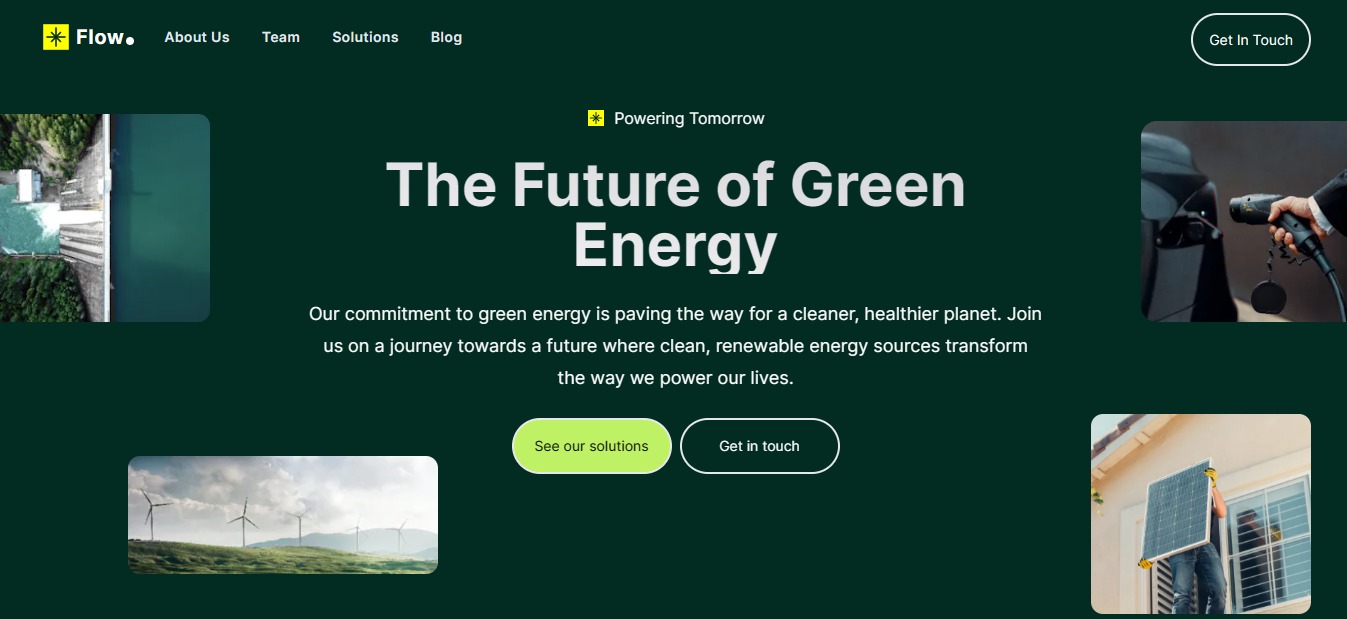 Flow.
About Us
Team
Solutions
Blog
Get In Touch
Powering Tomorrow
The Future of Green
Energy
Our commitment to green energy is paving the way for a cleaner, healthier planet. Join
us on a journey towards a future where clean, renewable energy sources transform
the way we power our lives.
See our solutions
Get in touch